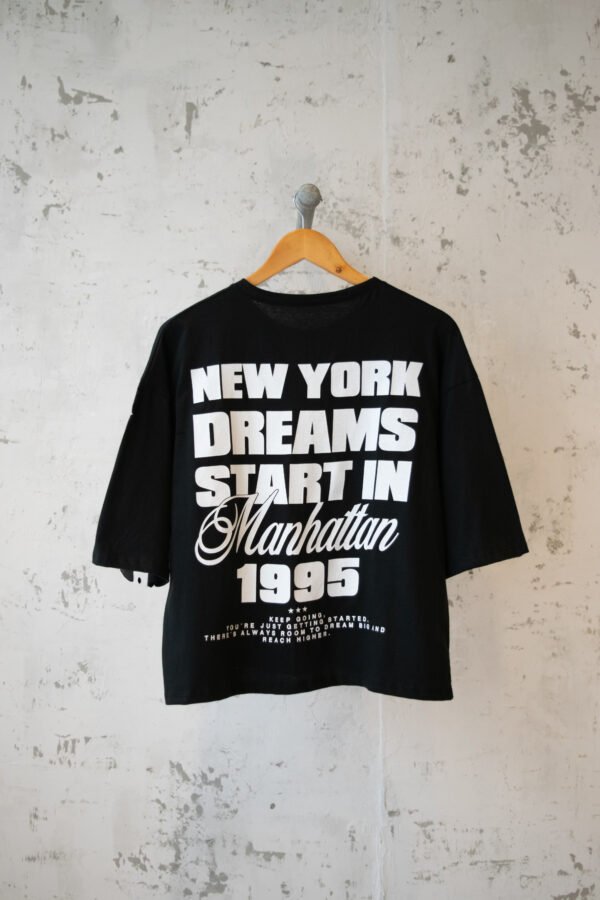 NEW YORK
DREAMS
START IN
Manhattan
1995
KEEP GOING.
YOU'RE JUST GETTING STARTED.
THERE'S ALWAYS ROOM TO DREAM BIG AND
REACH HIGHER.